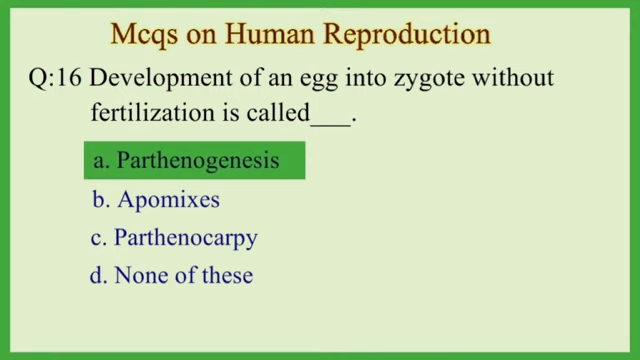 Mcqs on Human Reproduction
Q:16 Development of an egg into zygote without
fertilization is called___.
a. Parthenogenesis
b. Apomixes
c. Parthenocarpy
d. None of these